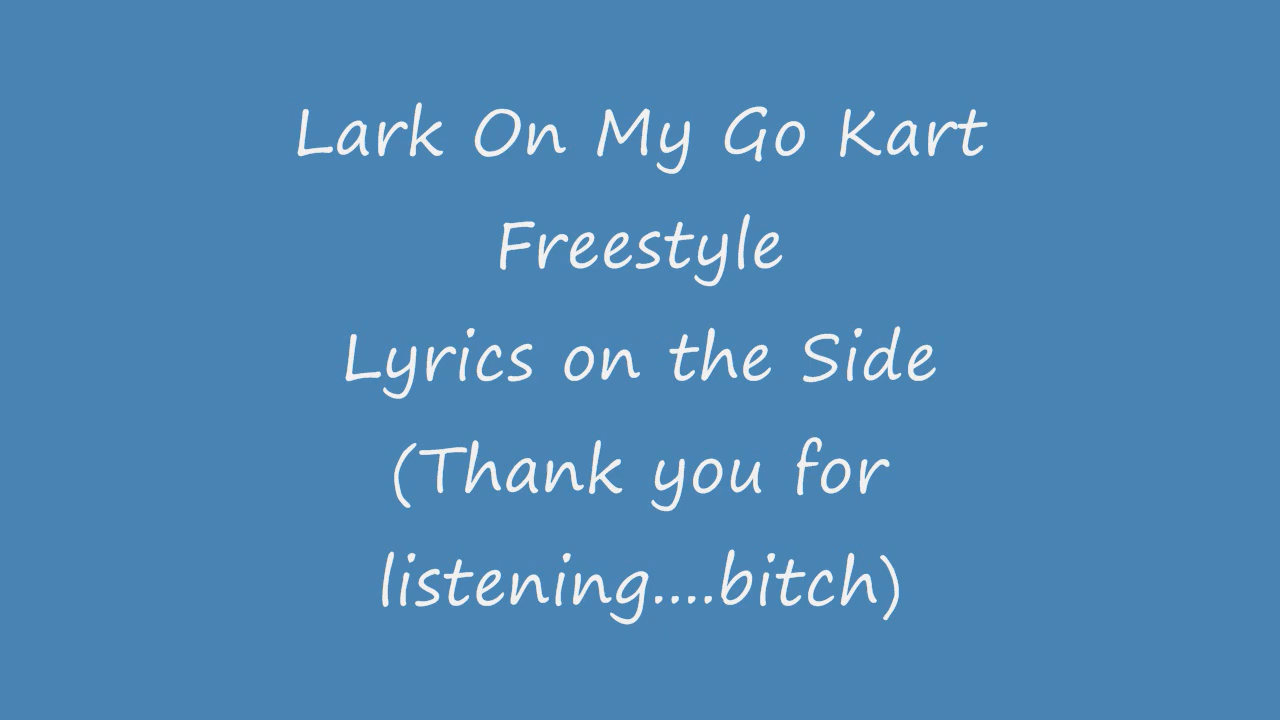 Lark On My Go Kart
Freestyle
Lyrics on the Side
(Thank you for
listening....bitch)